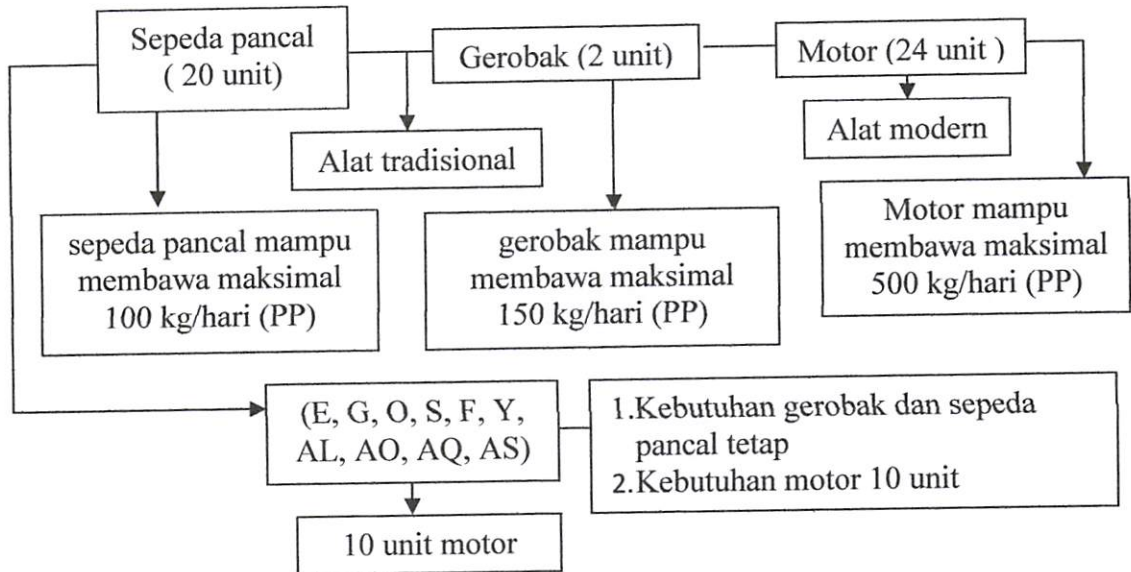 Sepeda pancal
( 20 unit)
Gerobak (2 unit)
Motor (24 unit )
Alat tradisional
Alat modern
sepeda pancal mampu
membawa maksimal
100 kg/hari (PP)
gerobak mampu
membawa maksimal
150 kg/hari (PP)
Motor mampu
membawa maksimal
500 kg/hari (PP)
(E, G, O, S, F, Y,
AL, AO, AQ, AS)
1.Kebutuhan gerobak dan sepeda
pancal tetap
2.Kebutuhan motor 10 unit
10 unit motor